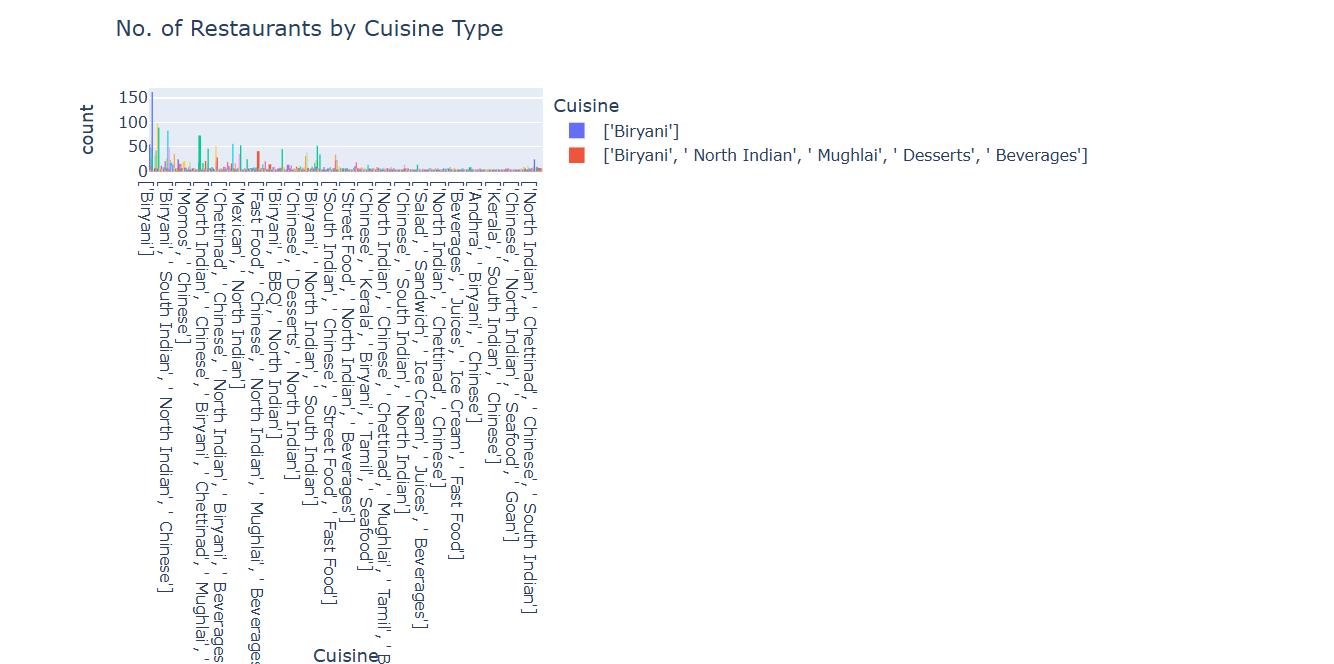 No. of Restaurants by Cuisine Type
count
150
100
50
0
Cuisine
['Biryani']
['Biryani', ' North Indian', ' Mughlai', ' Desserts', ' Beverages']
['Biryani']
['Biryani', ' South Indian', ' North Indian', ' Chinese']
['Momos', ' Chinese']
['North Indian', ' Chinese', ' Biryani', ' Chettinad', ' Mughlai', '
['Chettinad', ' Chinese', ' North Indian', ' Biryani', ' Beverages
['Mexican', ' North Indian']
['Fast Food', ' Chinese', ' North Indian', ' Mughlai', ' Beverages
['Biryani', ' BBQ', ' North Indian']
['Chinese', ' Desserts', ' North Indian']
['Biryani', ' North Indian', ' South Indian']
['South Indian', ' Chinese', ' Street Food', ' Fast Food']
['Street Food', ' North Indian', ' Beverages']
['Chinese', ' Kerala', ' Biryani', ' Tamil', ' Seafood']
['North Indian', ' Chinese', ' Chettinad', ' Mughlai', ' Tamil', ' B
['Chinese', ' South Indian', ' North Indian']
['Salad', ' Sandwich', ' Ice Cream', ' Juices', ' Beverages']
['North Indian', ' Chettinad', ' Chinese']
['Beverages', ' Juices', ' Ice Cream', ' Fast Food']
['Andhra', ' Biryani', ' Chinese']
['Kerala', ' South Indian', ' Chinese']
['Chinese', ' North Indian', ' Seafood', ' Goan']
['North Indian', ' Chettinad', ' Chinese', ' South Indian']
Cuisine